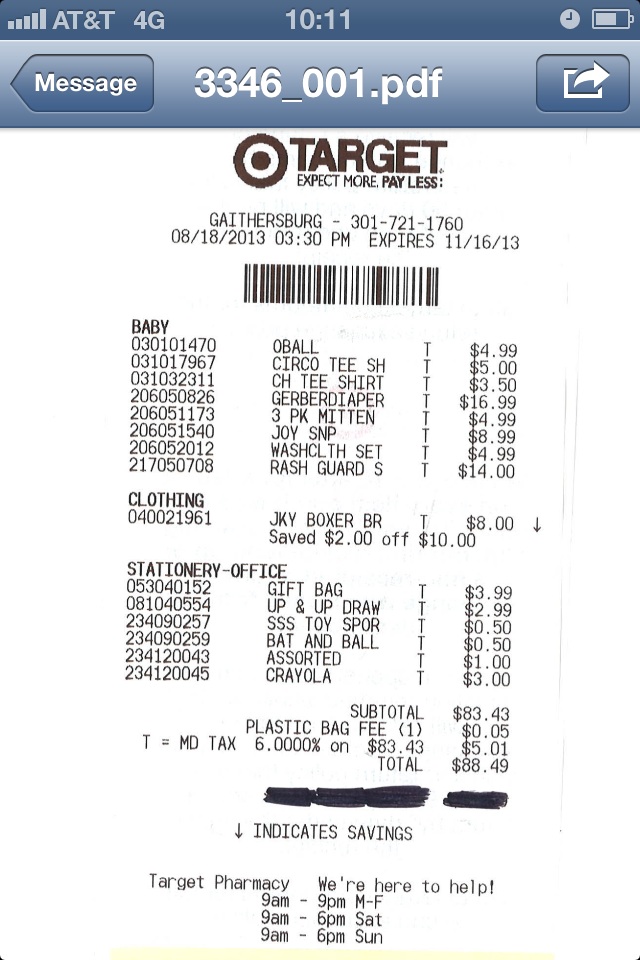 AT&T 4G 10:11
Message 3346_001.pdf
TARGET
EXPECT MORE. PAY LESS.
GAITHERSBURG - 301-721-1760
08/18/2013 03:30 PM EXPIRES 11/16/13
BABY
030101470 OBALL T $4.99
031017967 CIRCO TEE SH T $5.00
031032311 CH TEE SHIRT T $3.50
206050826 GERBERDIAPER T $16.99
206051173 3 PK MITTEN T $4.99
206051540 JOY SNP T $8.99
206052012 WASHCLTH SET T $4.99
217050708 RASH GUARD S T $14.00
CLOTHING
040021961 JKY BOXER BR T $8.00 ↓
Saved $2.00 off $10.00
STATIONERY-OFFICE
053040152 GIFT BAG T $3.99
081040554 UP & UP DRAW T $2.99
234090257 SSS TOY SPOR T $0.50
234090259 BAT AND BALL T $0.50
234120043 ASSORTED T $1.00
234120045 CRAYOLA T $3.00
SUBTOTAL $83.43
PLASTIC BAG FEE (1) $0.05
T = MD TAX 6.0000% on $83.43 $5.01
TOTAL $88.49
↓ INDICATES SAVINGS
Target Pharmacy We're here to help!
9am - 9pm M-F
9am - 6pm Sat
9am - 6pm Sun